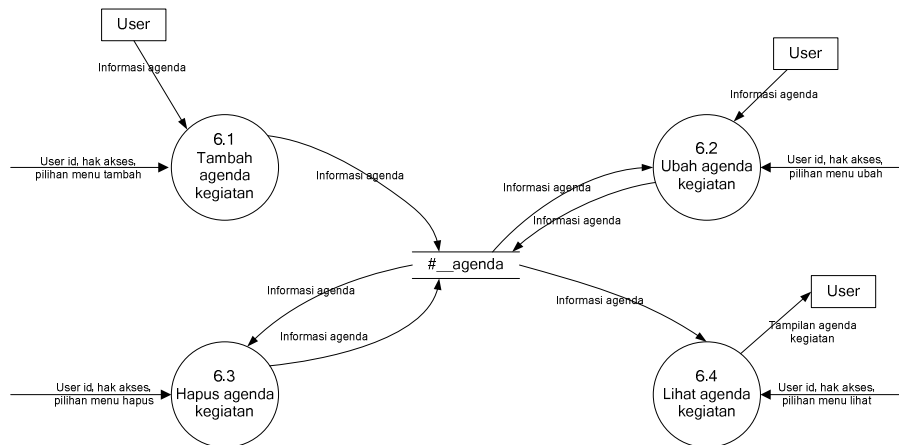 User
Informasi agenda
User
Informasi agenda
6.1
Tambah
agenda
kegiatan
User id, hak akses,
pilihan menu tambah
Informasi agenda
6.2
Ubah agenda
kegiatan
User id, hak akses,
pilihan menu ubah
Informasi agenda
Informasi agenda
#__agenda
Informasi agenda
Informasi agenda
Informasi agenda
User
Tampilan agenda
kegiatan
6.3
Hapus agenda
kegiatan
User id, hak akses,
pilihan menu hapus
6.4
Lihat agenda
kegiatan
User id, hak akses,
pilihan menu lihat